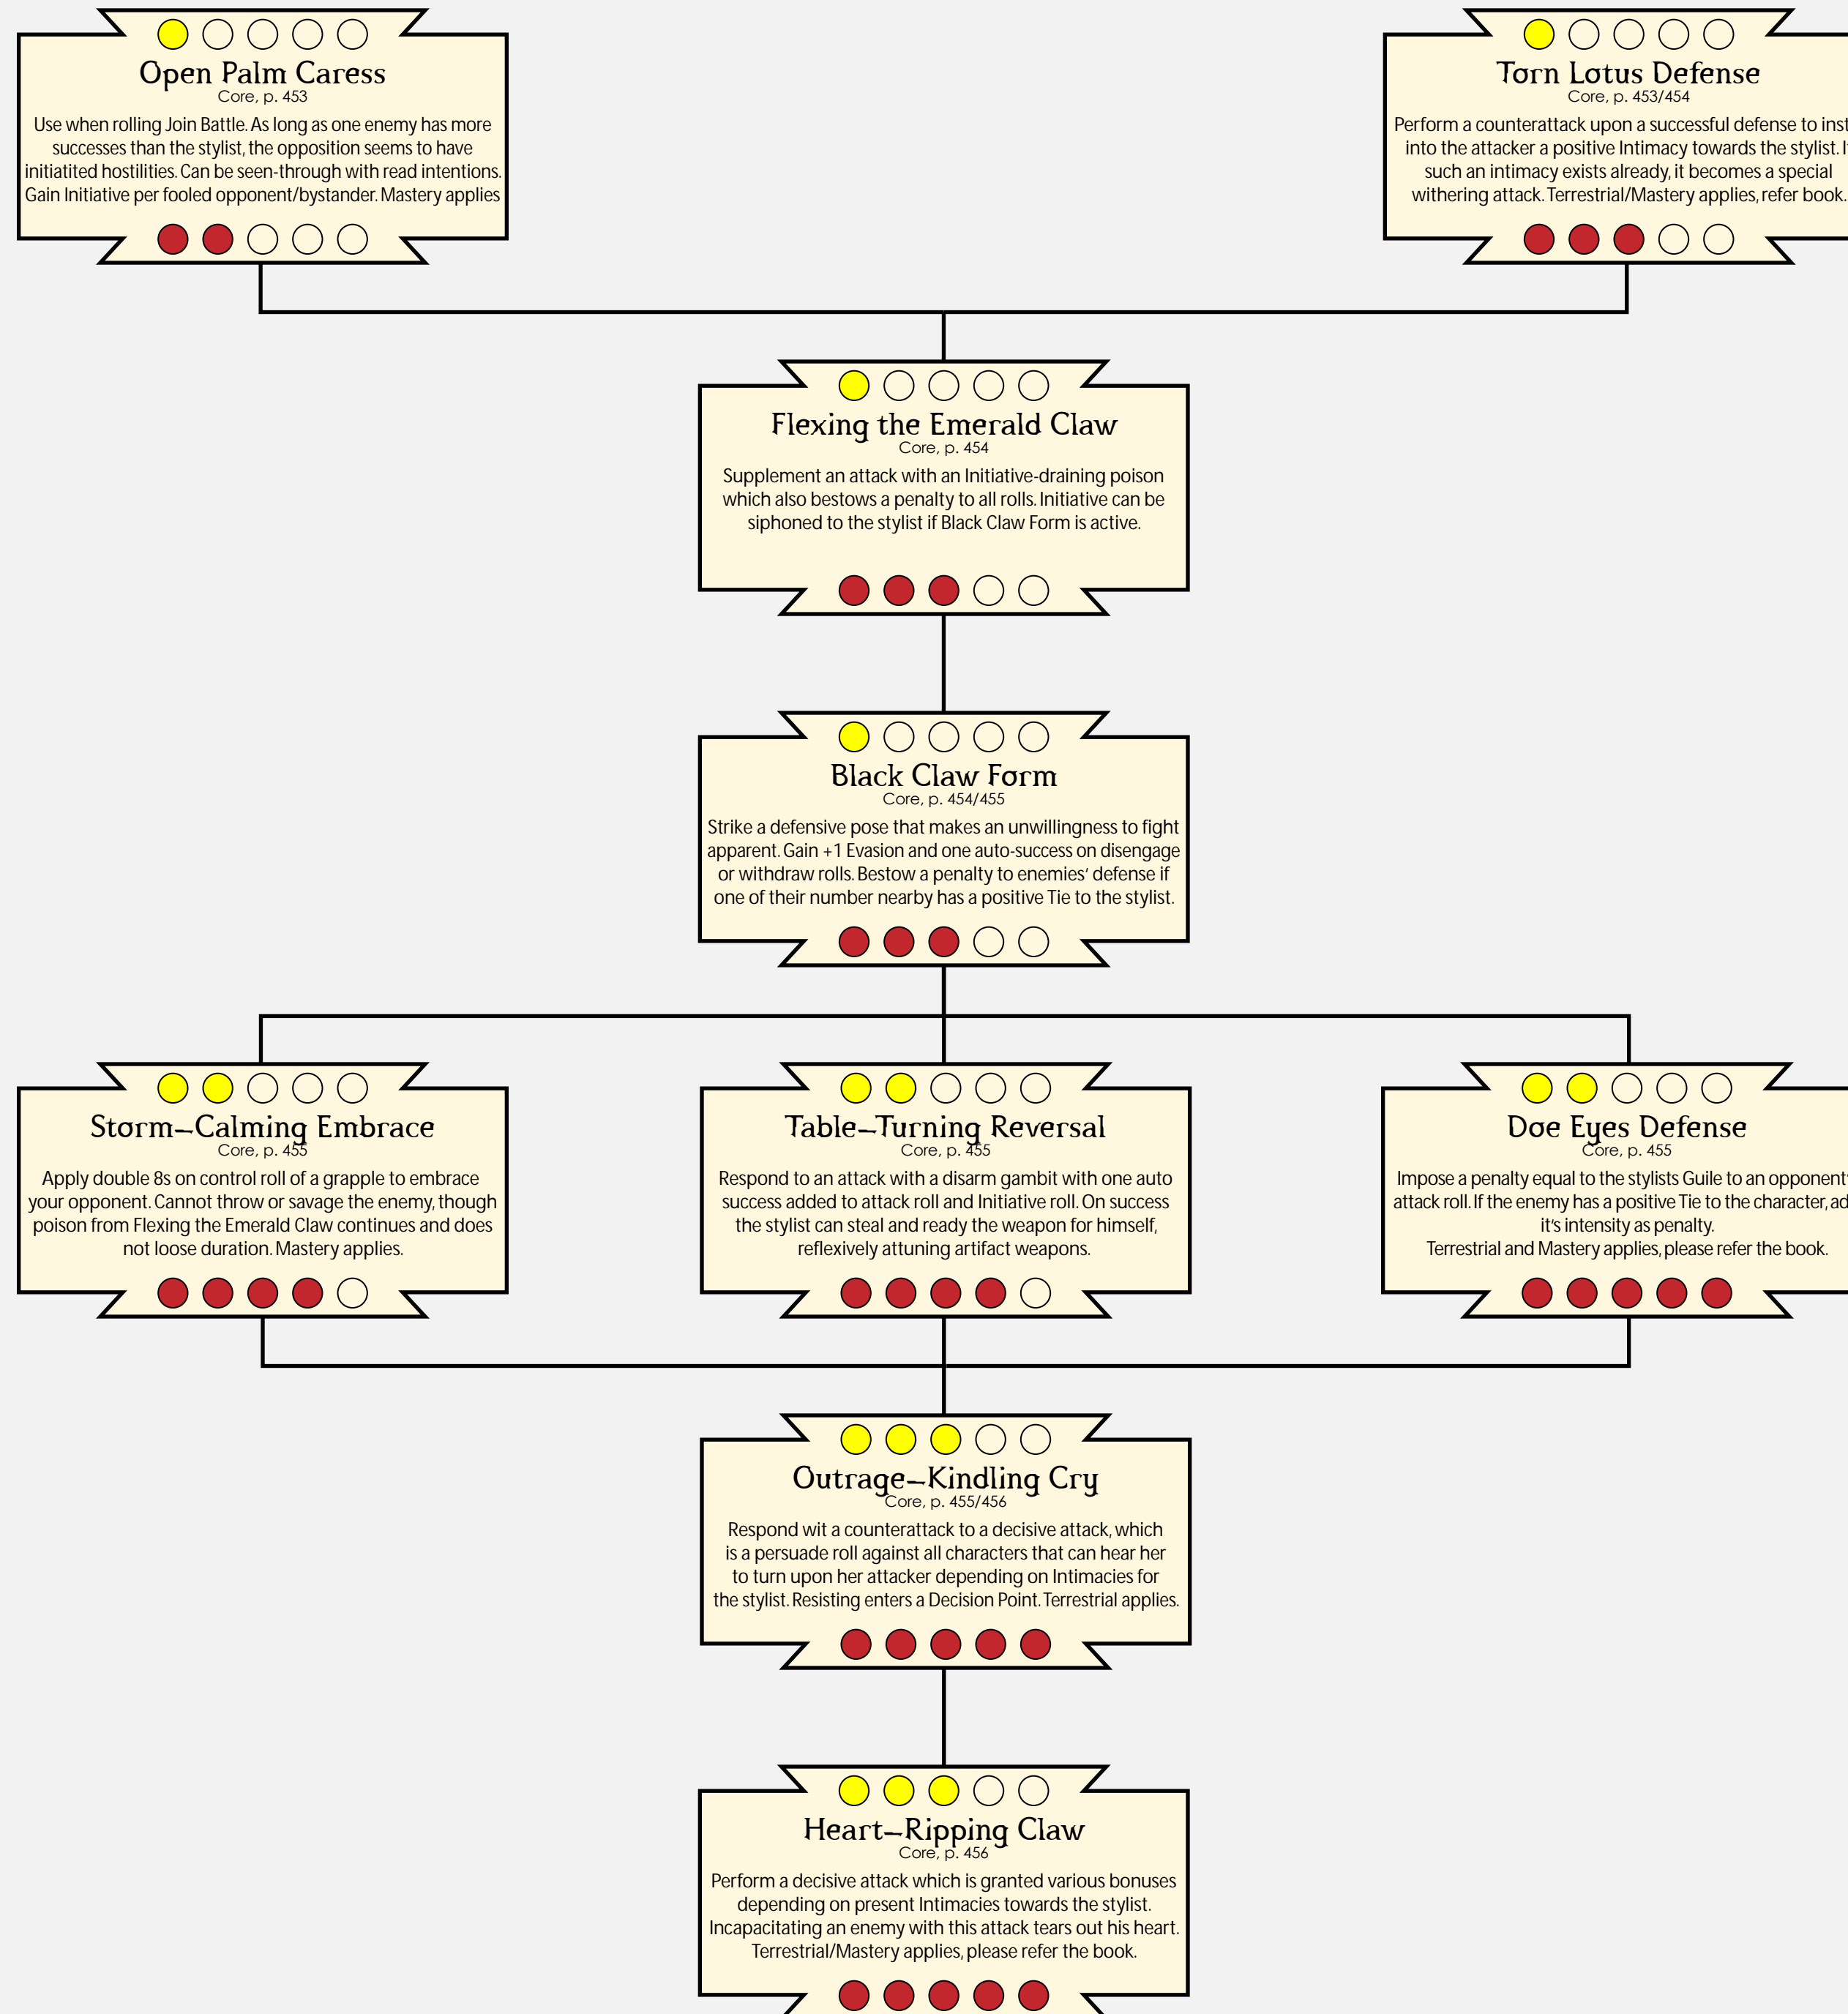 Open Palm Caress
Core, p. 453
Use when rolling Join Battle. As long as one enemy has more
successes than the stylist, the opposition seems to have
initiatited hostilities. Can be seen-through with read intentions.
Gain Initiative per fooled opponent/bystander. Mastery applies
Torn Lotus Defense
Core, p. 453/454
Perform a counterattack upon a successful defense to
into the attacker a positive Intimacy towards the stylist.
such an intimacy exists already, it becomes a special
withering attack. Terrestrial/Mastery applies, refer book.
Flexing the Emerald Claw
Core, p. 454
Supplement an attack with an Initiative-draining poison
which also bestows a penalty to all rolls. Initiative can be
siphoned to the stylist if Black Claw Form is active.
Black Claw Form
Core, p. 454/455
Strike a defensive pose that makes an unwillingness to fight
apparent. Gain +1 Evasion and one auto-success on disengage
or withdraw rolls. Bestow a penalty to enemies' defense if
one of their number nearby has a positive Tie to the stylist.
Storm-Calming Embrace
Core, p. 455
Apply double 8s on control roll of a grapple to embrace
your opponent. Cannot throw or savage the enemy, though
poison from Flexing the Emerald Claw continues and does
not loose duration. Mastery applies.
Table-Turning Reversal
Core, p. 455
Respond to an attack with a disarm gambit with one auto
success added to attack roll and Initiative roll. On success
the stylist can steal and ready the weapon for himself,
reflexively attuning artifact weapons.
Doe Eyes Defense
Core, p. 455
Impose a penalty equal to the stylists Guile to an
attack roll. If the enemy has a positive Tie to the character,
it's intensity as penalty.
Terrestrial and Mastery applies, please refer the book.
Outrage-Kindling Cry
Core, p. 455/456
Respond wit a counterattack to a decisive attack, which
is a persuade roll against all characters that can hear her
to turn upon her attacker depending on Intimacies for
the stylist. Resisting enters a Decision Point. Terrestrial applies.
Heart-Ripping Claw
Core, p. 456
Perform a decisive attack which is granted various bonuses
depending on present Intimacies towards the stylist.
Incapacitating an enemy with this attack tears out his heart.
Terrestrial/Mastery applies, please refer the book.